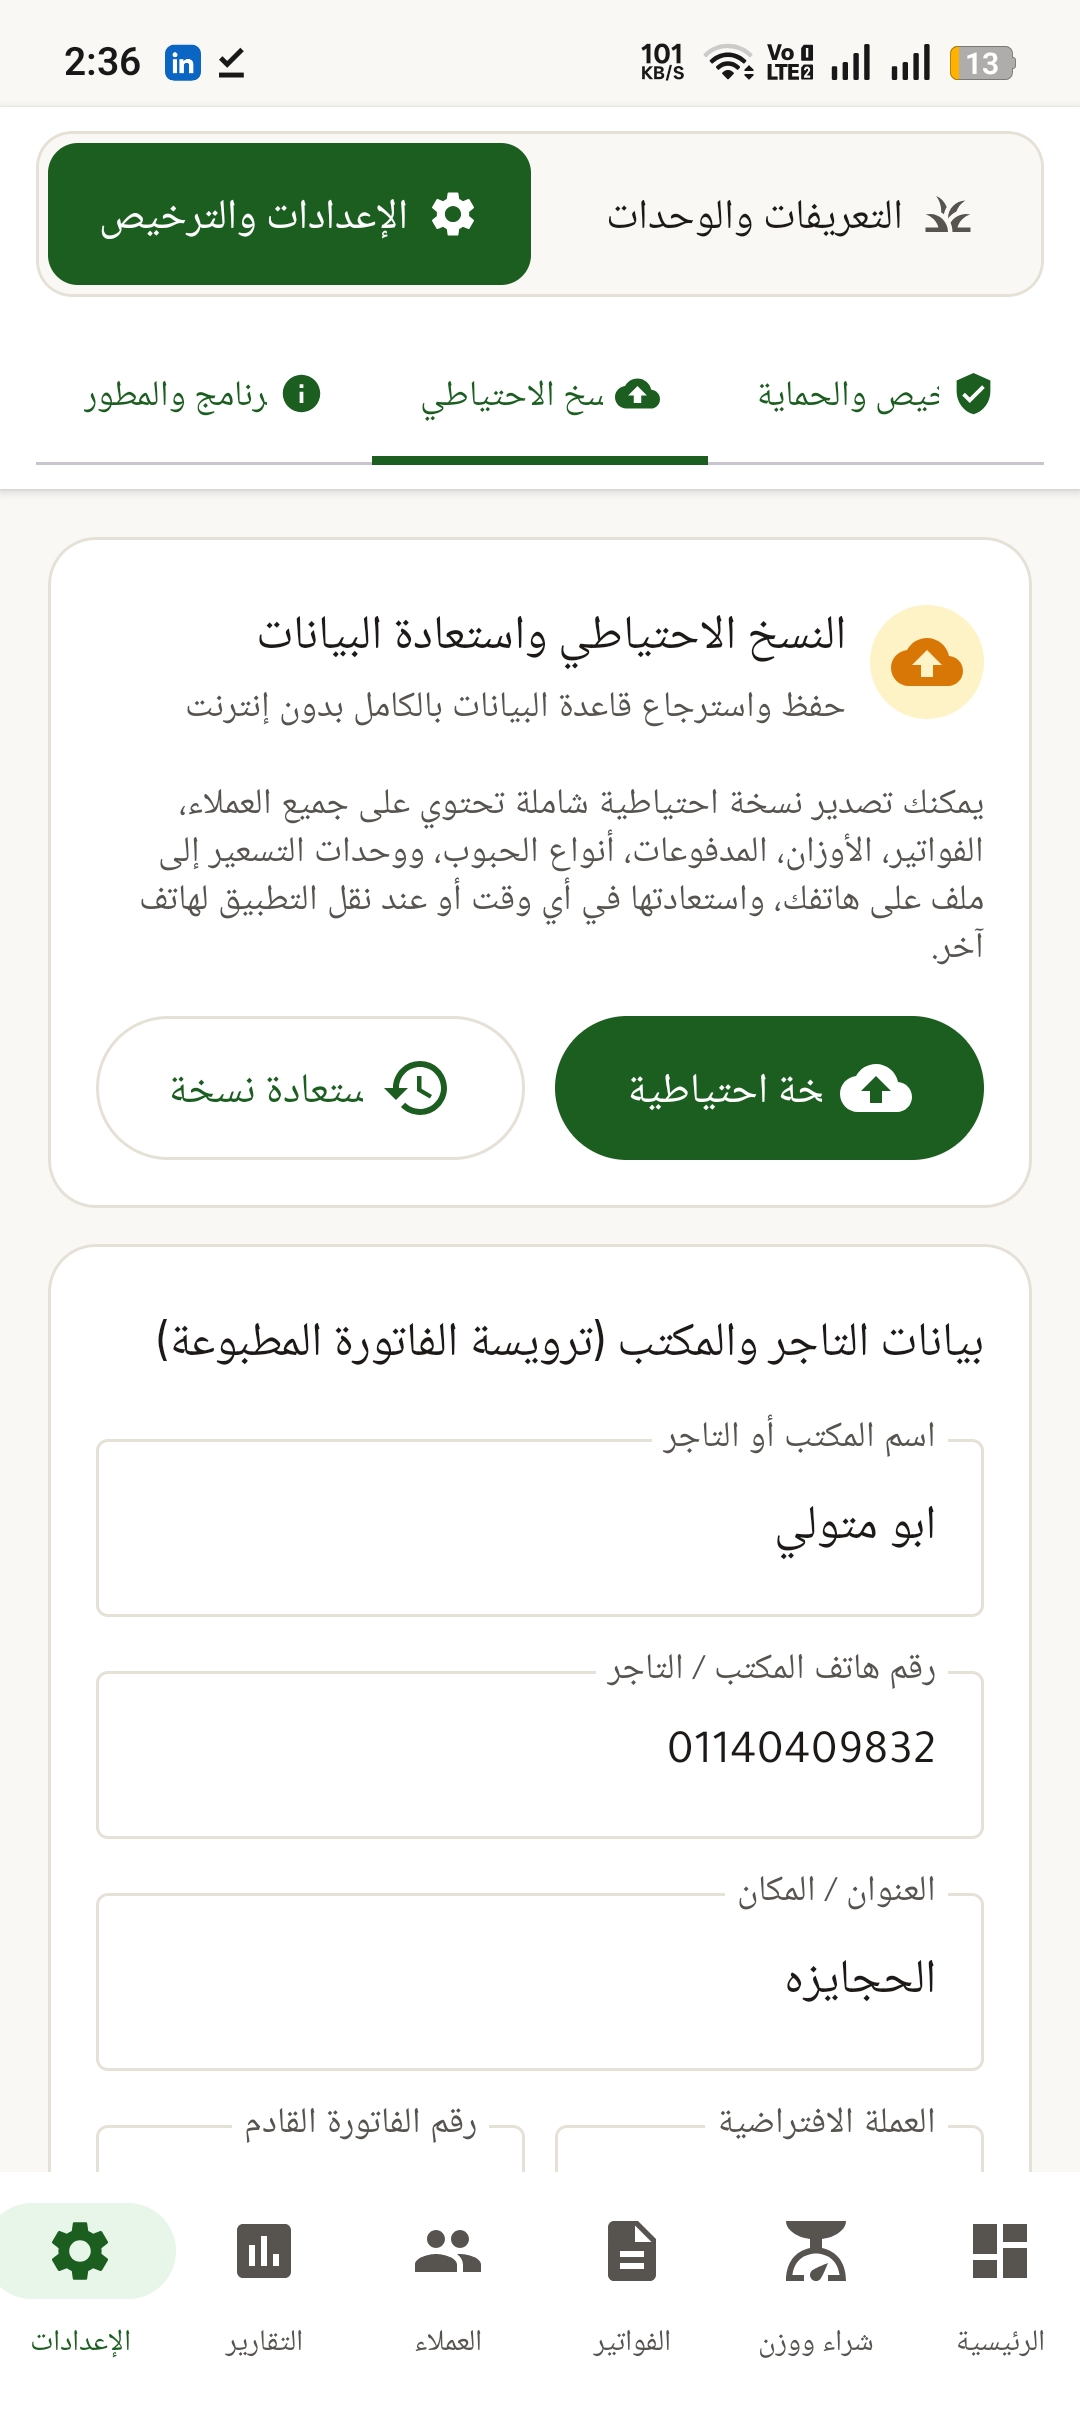 2:36
101 KB/S
Vo LTE 1 2
13
التعريفات والوحدات
الإعدادات والترخيص
خيص والحماية
سخ الاحتياطي
رنامج والمطور
النسخ الاحتياطي واستعادة البيانات
حفظ واسترجاع قاعدة البيانات بالكامل بدون إنترنت
يمكنك تصدير نسخة احتياطية شاملة تحتوي على جميع العملاء،
الفواتير، الأوزان، المدفوعات، أنواع الحبوب، ووحدات التسعير إلى
ملف على هاتفك، واستعادتها في أي وقت أو عند نقل التطبيق لهاتف
آخر.
خة احتياطية
ستعادة نسخة
بيانات التاجر والمكتب (ترويسة الفاتورة المطبوعة)
اسم المكتب أو التاجر
ابو متولي
رقم هاتف المكتب / التاجر
01140409832
العنوان / المكان
الحجايزه
العملة الافتراضية
رقم الفاتورة القادم
الرئيسية
شراء ووزن
الفواتير
العملاء
التقارير
الإعدادات